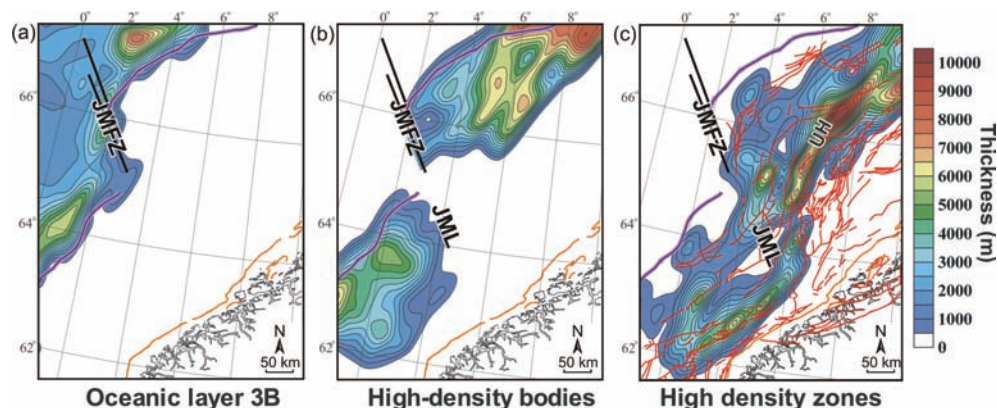 (a)
0° 2° 4° 6° 8°
66°
64°
62°
JMFZ
N
50 km
Oceanic layer 3B
(b)
0° 2° 4° 6° 8°
66°
64°
62°
JMFZ
JML
N
50 km
High-density bodies
(c)
0° 2° 4° 6° 8°
66°
64°
62°
JMFZ
JML
HU
N
50 km
High density zones
10000
9000
8000
7000
6000
5000
4000
3000
2000
1000
0
Thickness (m)